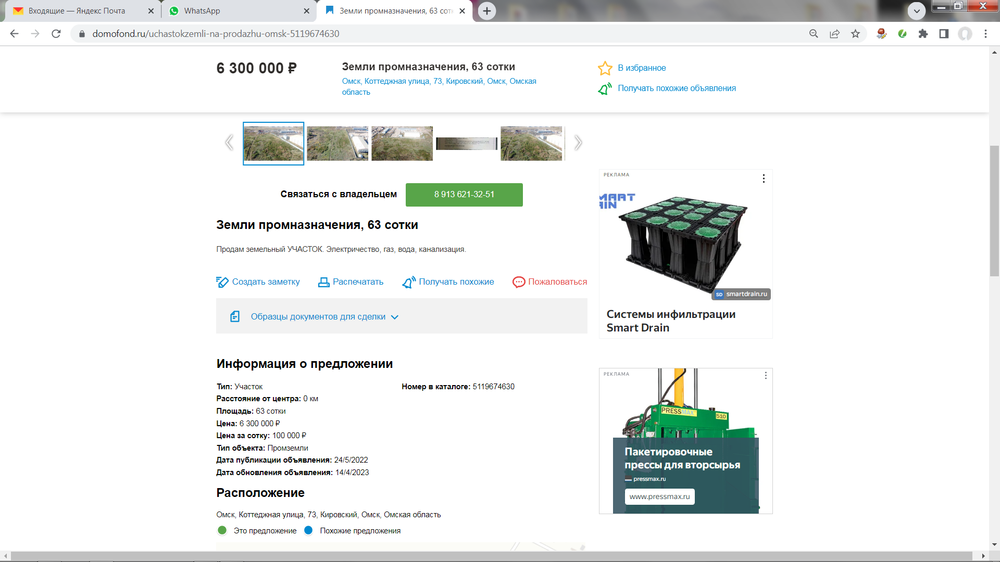 Входящие — Яндекс Почта
WhatsApp
Земли промназначения, 63 сотк
domofond.ru/uchastokzemli-na-prodazhu-omsk-5119674630
6 300 000 ₽
Земли промназначения, 63 сотки
Омск, Коттеджная улица, 73, Кировский, Омск, Омская
область
В избранное
Получать похожие объявления
Связаться с владельцем
8 913 621-32-51
Земли промназначения, 63 сотки
Продам земельный УЧАСТОК. Электричество, газ, вода, канализация.
Создать заметку
Распечатать
Получать похожие
Пожаловаться
Образцы документов для сделки
Информация о предложении
Тип: Участок
Расстояние от центра: 0 км
Площадь: 63 сотки
Цена: 6 300 000 ₽
Цена за сотку: 100 000 ₽
Тип объекта: Промземли
Дата публикации объявления: 24/5/2022
Дата обновления объявления: 14/4/2023
Номер в каталоге: 5119674630
Расположение
Омск, Коттеджная улица, 73, Кировский, Омск, Омская область
Это предложение
Похожие предложения
РЕКЛАМА
MART
AIN
SD smartdrain.ru
Системы инфильтрации
Smart Drain
РЕКЛАМА
PRESSMAX
510
Пакетировочные
прессы для вторсырья
pressmax.ru
www.pressmax.ru